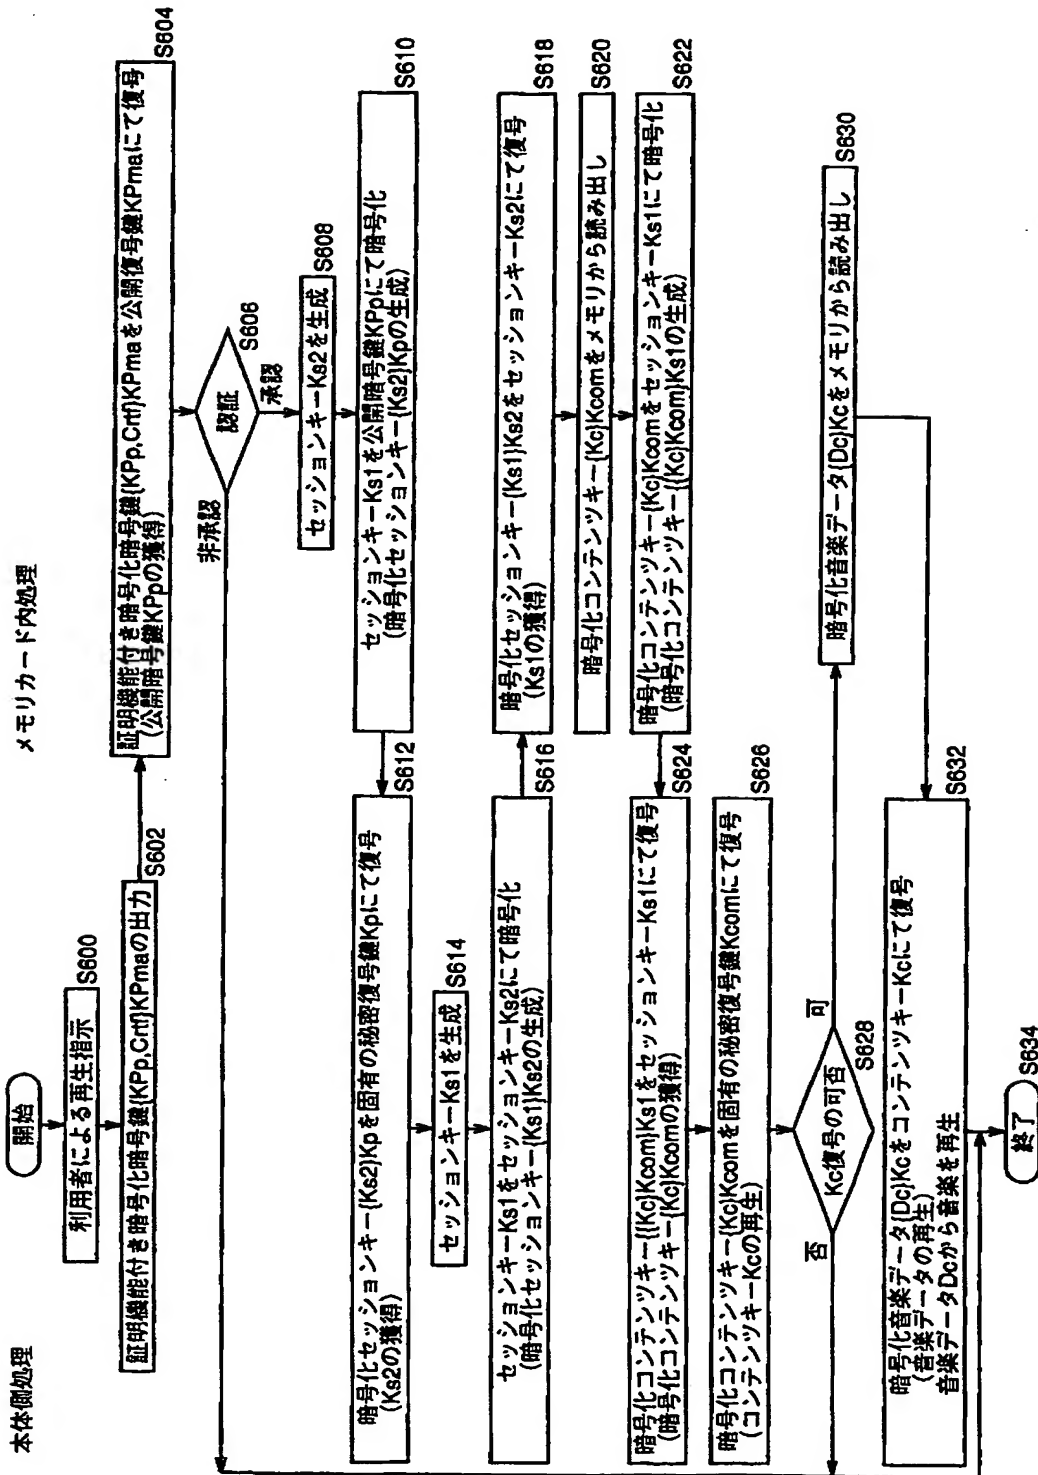 本体側処理
メモリカード内処理
開始
利用者による再生指示
S600
証明機能付き暗号化暗号鍵{KPp,Crtf}KPmaの出力
S602
証明機能付き暗号化暗号鍵{KPp,Crtf}KPmaを公開復号鍵KPmaにて復号
(公開暗号鍵KPpの獲得)
S604
認証
S606
非承認
承認
セッションキーKs2を生成
S608
セッションキーKs1を公開暗号鍵KPpにて暗号化
(暗号化セッションキー{Ks2}Kpの生成)
S610
暗号化セッションキー{Ks2}Kpを固有の秘密復号鍵Kpにて復号
(Ks2の獲得)
S612
セッションキーKs1を生成
S614
セッションキーKs1をセッションキーKs2にて暗号化
(暗号化セッションキー{Ks1}Ks2の生成)
S616
暗号化セッションキー{Ks1}Ks2をセッションキーKs2にて復号
(Ks1の獲得)
S618
暗号化コンテンツキー{Kc}Kcomをメモリから読み出し
S620
暗号化コンテンツキー{Kc}KcomをセッションキーKs1にて暗号化
(暗号化コンテンツキー{{Kc}Kcom}Ks1の生成)
S622
暗号化コンテンツキー{{Kc}Kcom}Ks1をセッションキーKs1にて復号
(暗号化コンテンツキー{Kc}Kcomの獲得)
S624
暗号化コンテンツキー{Kc}Kcomを固有の秘密復号鍵Kcomにて復号
(コンテンツキーKcの再生)
S626
Kc復号の可否
S628
否
可
暗号化音楽データ{Dc}Kcをメモリから読み出し
S630
暗号化音楽データ{Dc}KcをコンテンツキーKcにて復号
(音楽データの再生)
音楽データDcから音楽を再生
S632
終了
S634